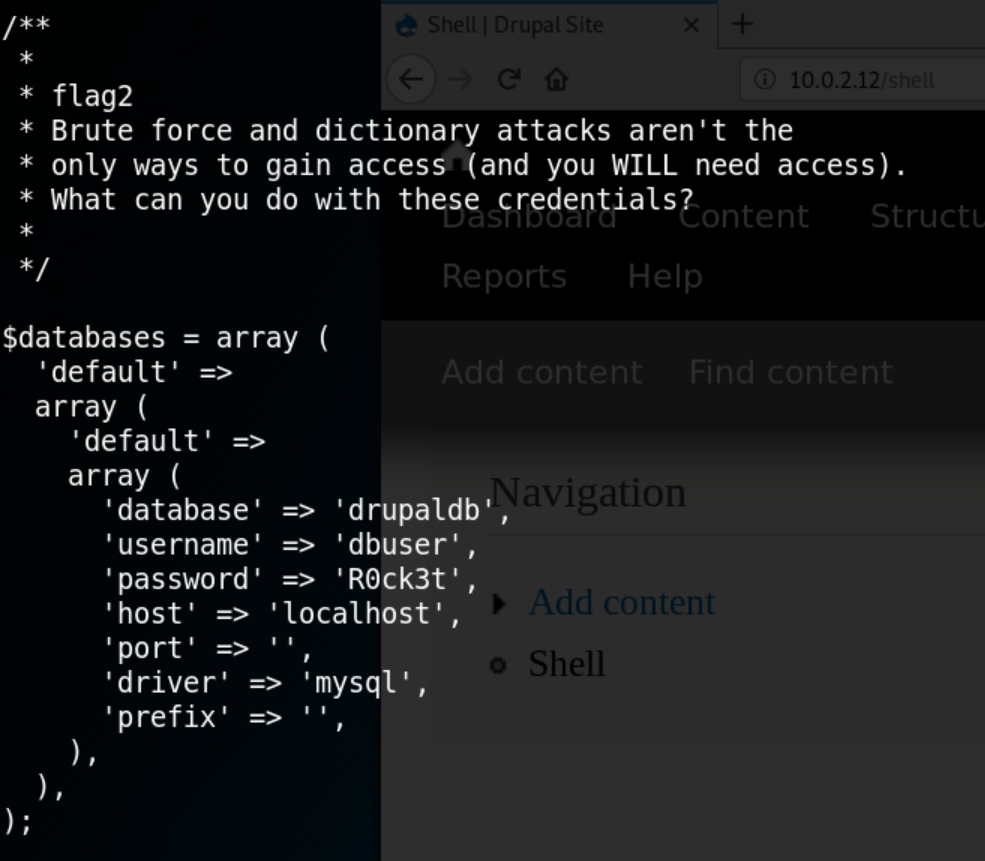 /**
 *
 * flag2
 * Brute force and dictionary attacks aren't the
 * only ways to gain access (and you WILL need access).
 * What can you do with these credentials?
 *
 */
$databases = array (
  'default' =>
  array (
    'default' =>
    array (
      'database' => 'drupaldb',
      'username' => 'dbuser',
      'password' => 'R0ck3t',
      'host' => 'localhost',
      'port' => '',
      'driver' => 'mysql',
      'prefix' => '',
    ),
  ),
);
Shell | Drupal Site
10.0.2.12/shell
Dashboard Content Structu
Reports Help
Add content Find content
Navigation
Add content
Shell